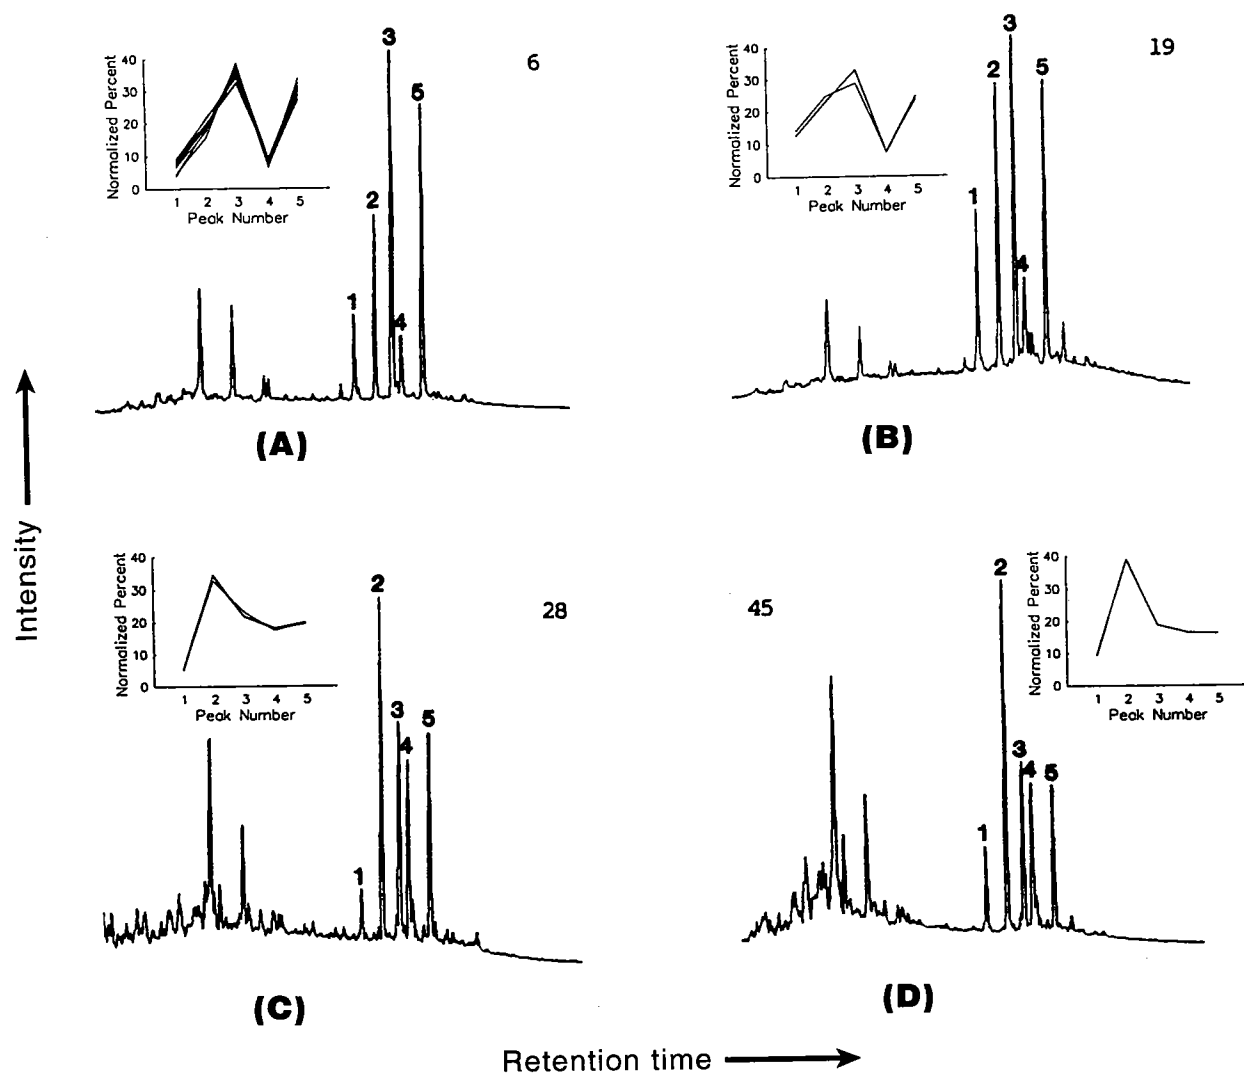 6
3
5
2
1
4
Normalized Percent
40
30
20
10
0
1 2 3 4 5
Peak Number
(A)
19
3
2
5
1
4
Normalized Percent
40
30
20
10
0
1 2 3 4 5
Peak Number
(B)
Intensity
28
2
3
5
4
1
Normalized Percent
40
30
20
10
0
1 2 3 4 5
Peak Number
(C)
45
2
3
4
5
1
Normalized Percent
40
30
20
10
0
1 2 3 4 5
Peak Number
(D)
Retention time